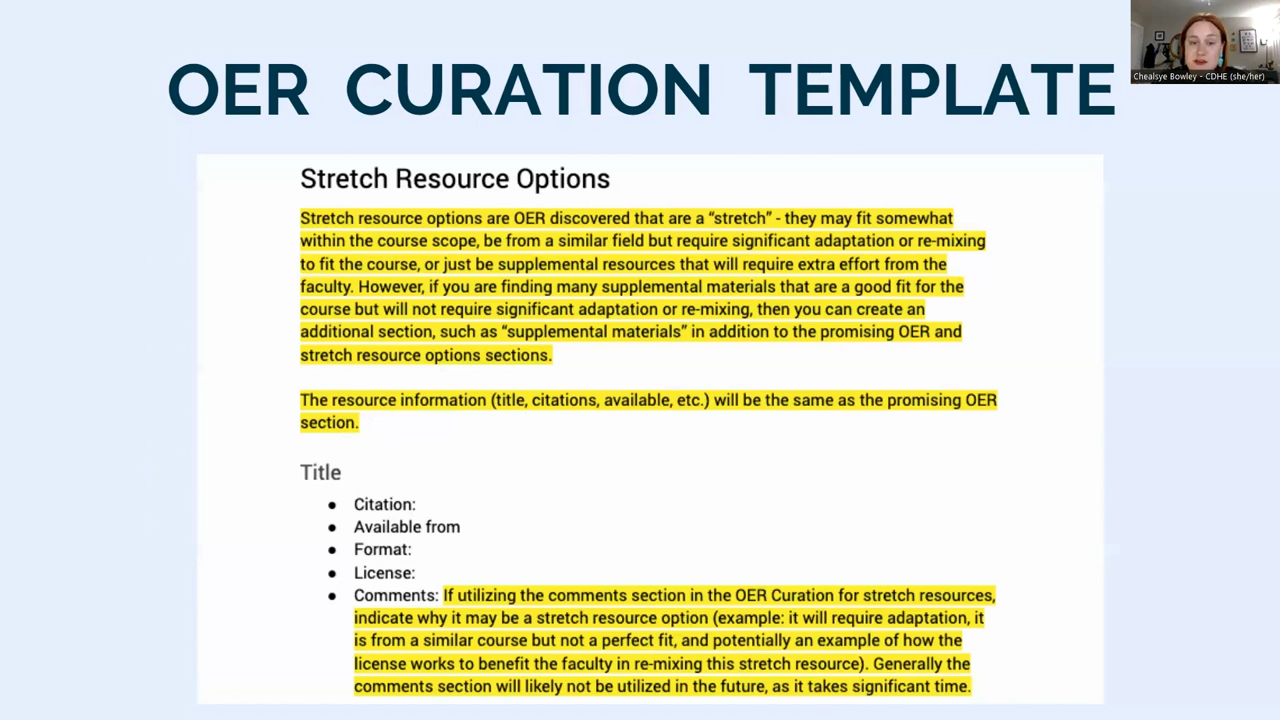 OER CURATION TEMPLATE
Chealsye Bowley - CDHE (she/her)
Stretch Resource Options
Stretch resource options are OER discovered that are a “stretch” - they may fit somewhat
within the course scope, be from a similar field but require significant adaptation or re-mixing
to fit the course, or just be supplemental resources that will require extra effort from the
faculty. However, if you are finding many supplemental materials that are a good fit for the
course but will not require significant adaptation or re-mixing, then you can create an
additional section, such as “supplemental materials” in addition to the promising OER and
stretch resource options sections.
The resource information (title, citations, available, etc.) will be the same as the promising OER
section.
Title
● Citation:
● Available from
● Format:
● License:
● Comments: If utilizing the comments section in the OER Curation for stretch resources,
indicate why it may be a stretch resource option (example: it will require adaptation, it
is from a similar course but not a perfect fit, and potentially an example of how the
license works to benefit the faculty in re-mixing this stretch resource). Generally the
comments section will likely not be utilized in the future, as it takes significant time.